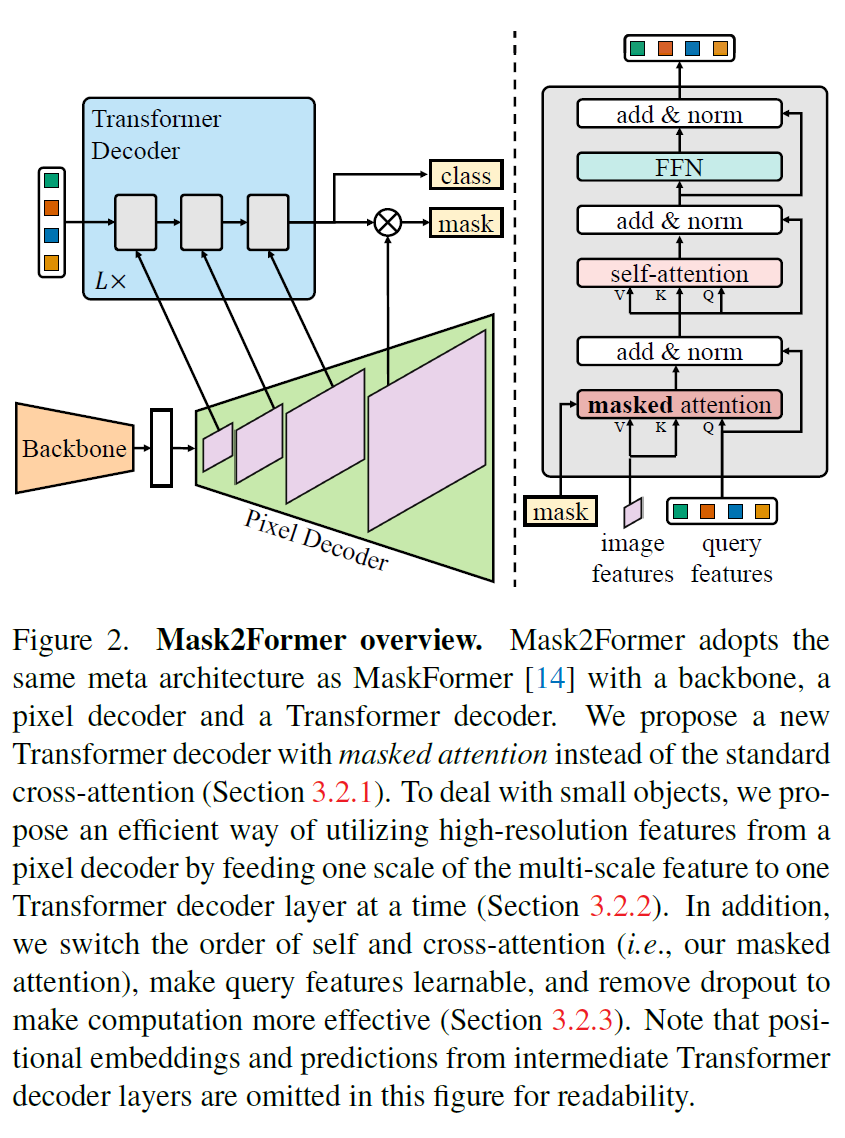 Transformer
Decoder
L×
class
mask
Backbone
Pixel Decoder
add & norm
FFN
add & norm
self-attention
V K Q
add & norm
masked attention
V K Q
mask
image
features
query
features
Figure 2. Mask2Former overview. Mask2Former adopts the
same meta architecture as MaskFormer [14] with a backbone, a
pixel decoder and a Transformer decoder. We propose a new
Transformer decoder with masked attention instead of the standard
cross-attention (Section 3.2.1). To deal with small objects, we pro-
pose an efficient way of utilizing high-resolution features from a
pixel decoder by feeding one scale of the multi-scale feature to one
Transformer decoder layer at a time (Section 3.2.2). In addition,
we switch the order of self and cross-attention (i.e., our masked
attention), make query features learnable, and remove dropout to
make computation more effective (Section 3.2.3). Note that posi-
tional embeddings and predictions from intermediate Transformer
decoder layers are omitted in this figure for readability.